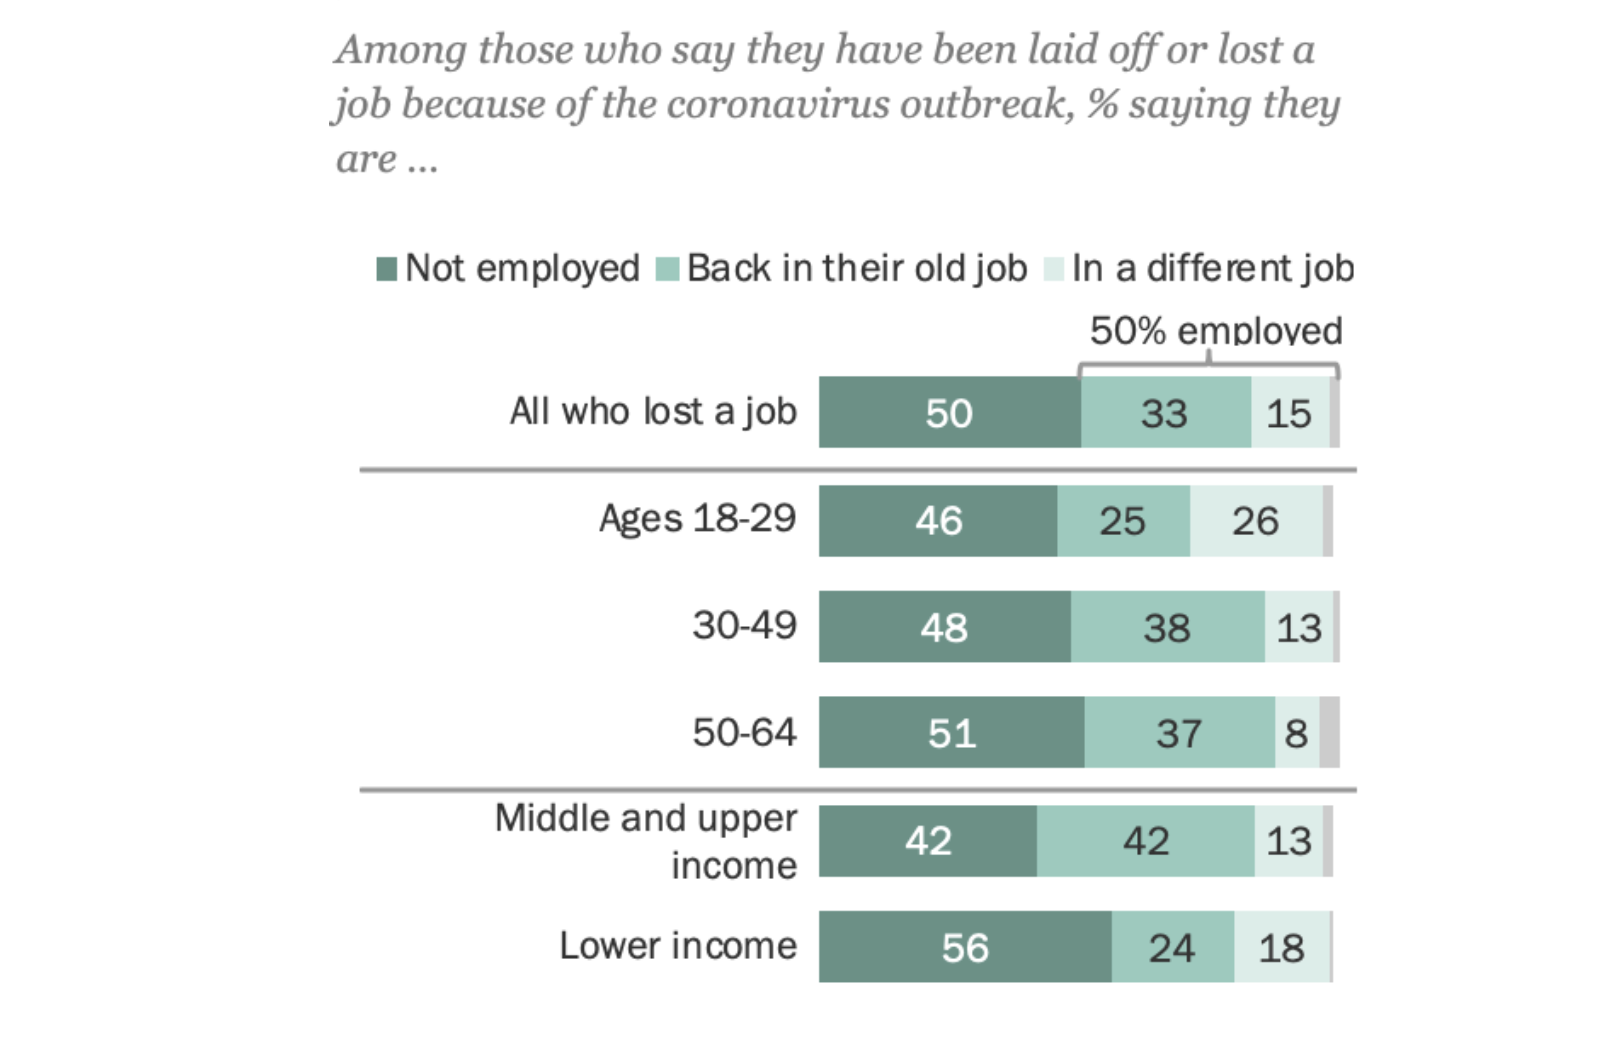 Among those who say they have been laid off or lost a
job because of the coronavirus outbreak, % saying they
are ...
Not employed Back in their old job In a different job
50% employed
All who lost a job 50 33 15
Ages 18-29 46 25 26
30-49 48 38 13
50-64 51 37 8
Middle and upper
income 42 42 13
Lower income 56 24 18